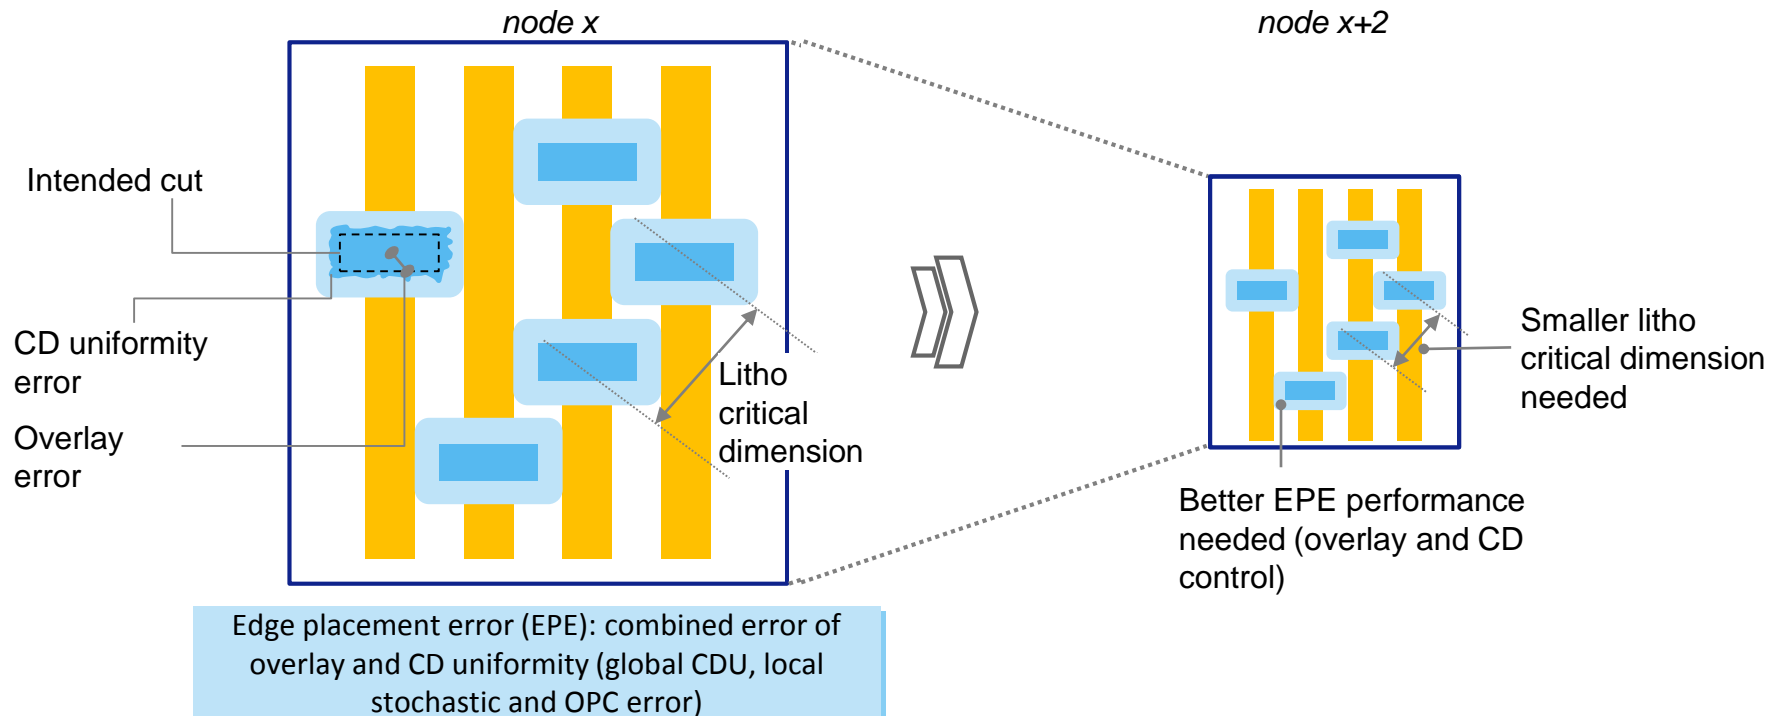 node x
node x+2
Intended cut
CD uniformity
error
Overlay
error
Litho
critical
dimension
Smaller litho
critical dimension
needed
Better EPE performance
needed (overlay and CD
control)
Edge placement error (EPE): combined error of
overlay and CD uniformity (global CDU, local
stochastic and OPC error)